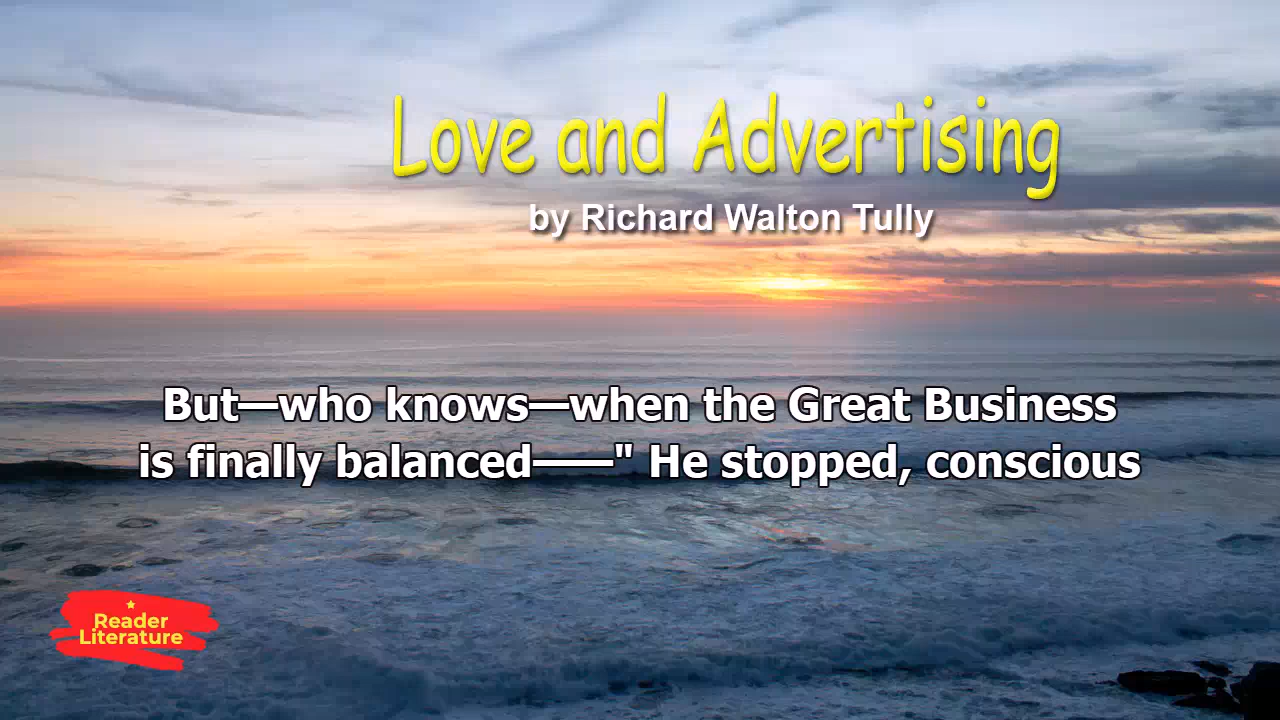 Love and Advertising
by Richard Walton Tully
But—who knows—when the Great Business
is finally balanced——" He stopped, conscious
Reader
Literature